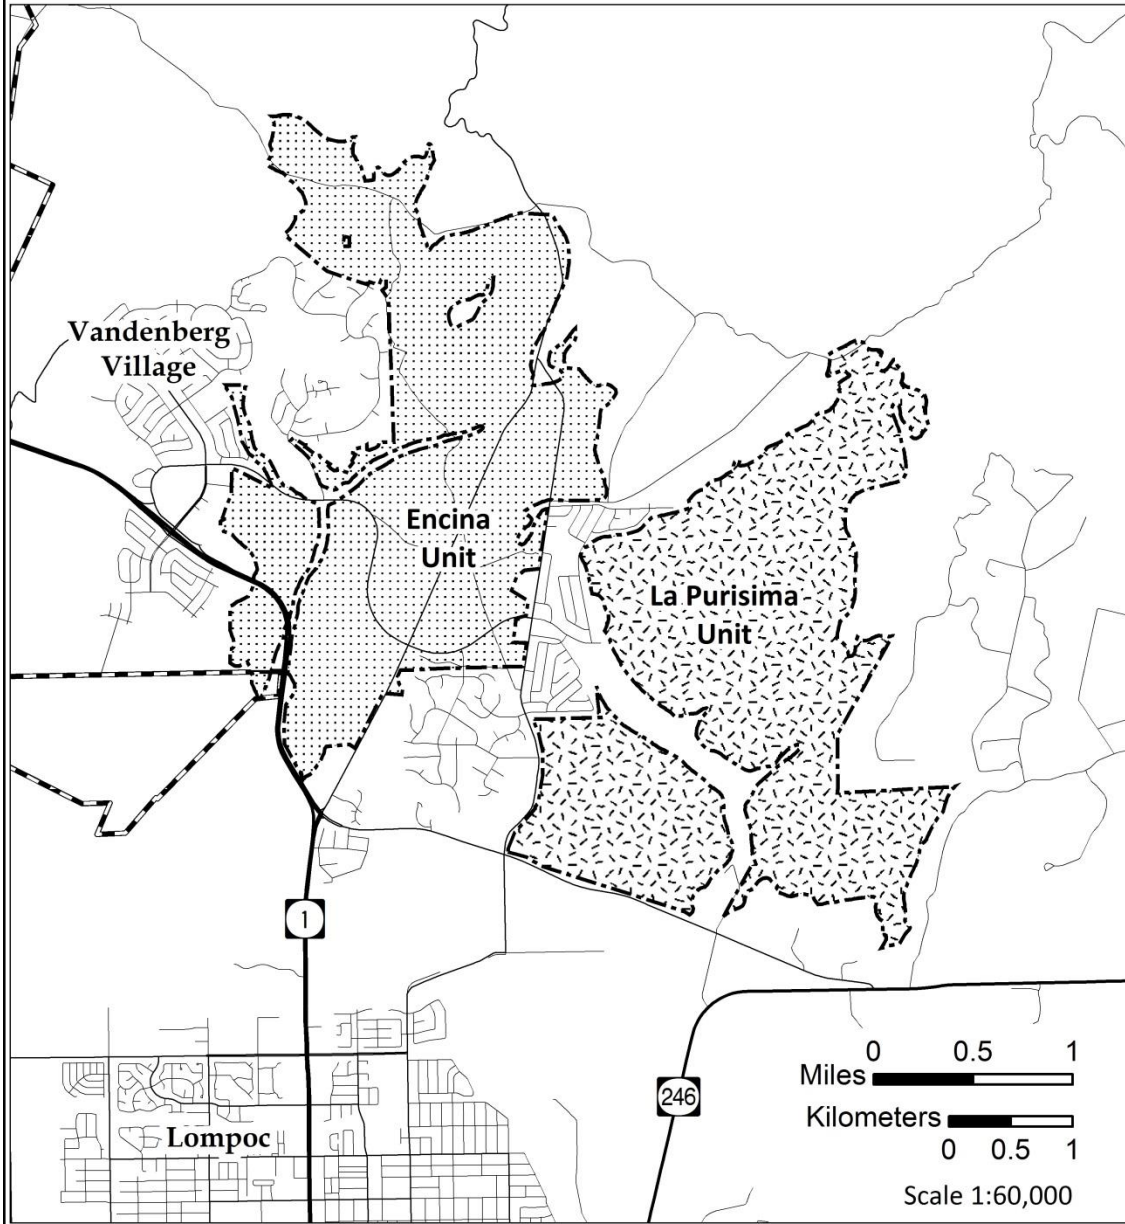 Vandenberg
Village
Encina
Unit
La Purisima
Unit
1
0 0.5 1
Miles
246
Kilometers
0 0.5 1
Lompoc
Scale 1:60,000